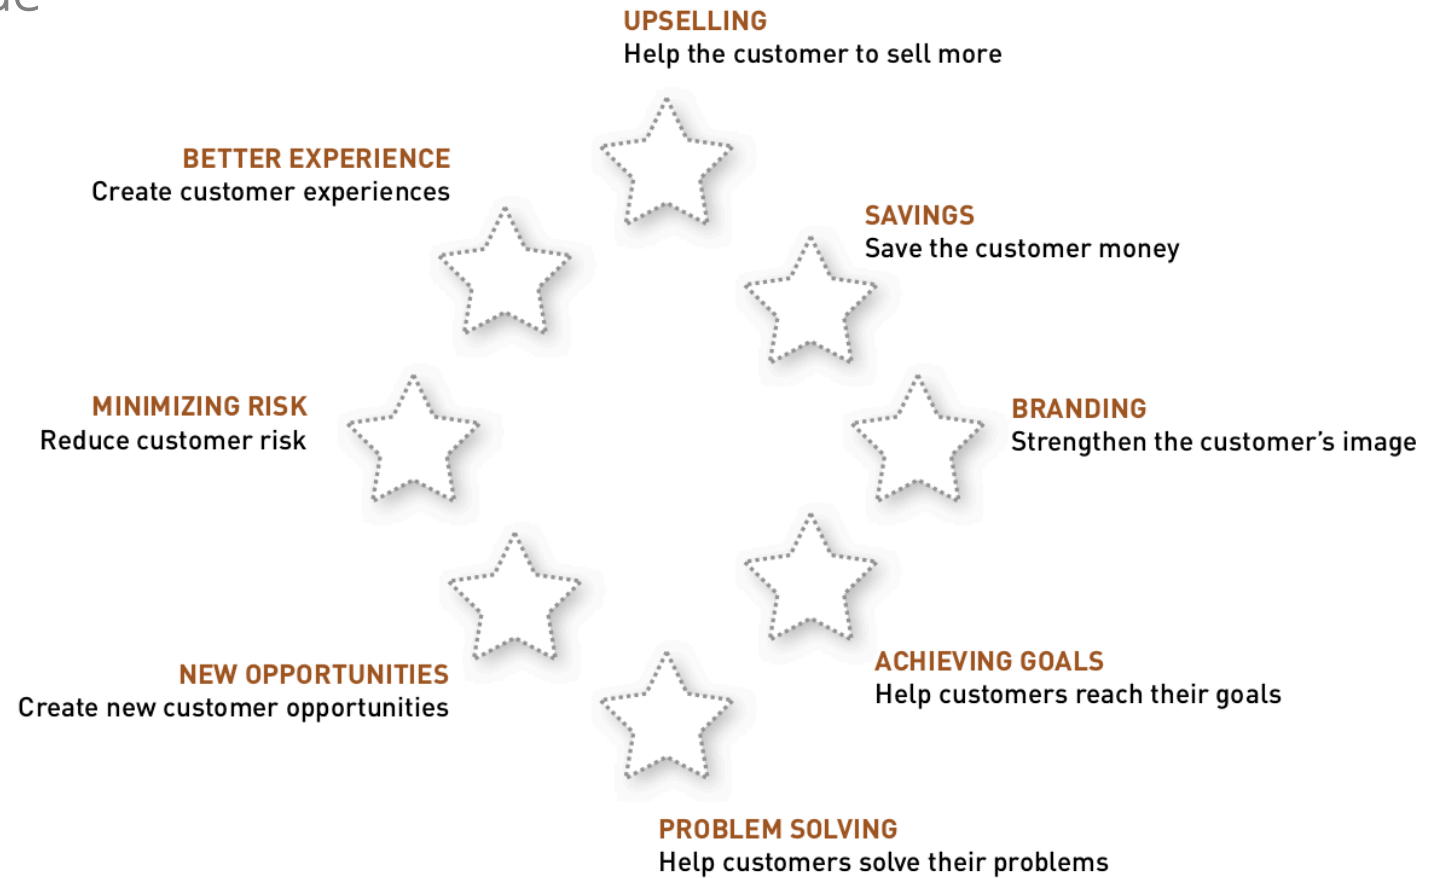 UPSELLING
Help the customer to sell more
BETTER EXPERIENCE
Create customer experiences
SAVINGS
Save the customer money
MINIMIZING RISK
Reduce customer risk
BRANDING
Strengthen the customer’s image
NEW OPPORTUNITIES
Create new customer opportunities
ACHIEVING GOALS
Help customers reach their goals
PROBLEM SOLVING
Help customers solve their problems